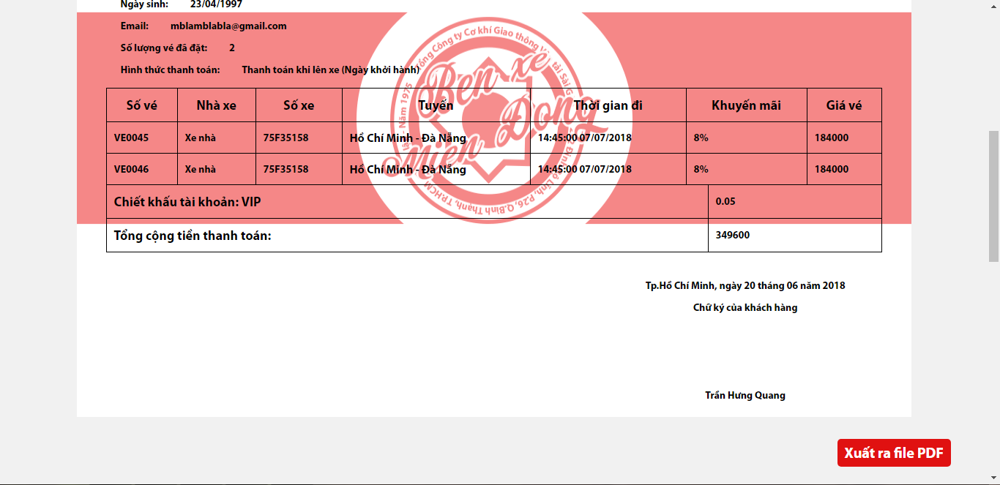 Ngày sinh: 23/04/1997
Email: mblamblabla@gmail.com
Số lượng vé đã đặt: 2
Hình thức thanh toán: Thanh toán khi lên xe (Ngày khởi hành)
Số vé Nhà xe Số xe Tuyến Thời gian đi Khuyến mãi Giá vé
VE0045 Xe nhà 75F35158 Hồ Chí Minh - Đà Nẵng 14:45:00 07/07/2018 8% 184000
VE0046 Xe nhà 75F35158 Hồ Chí Minh - Đà Nẵng 14:45:00 07/07/2018 8% 184000
Chiết khấu tài khoản: VIP 0.05
Tổng cộng tiền thanh toán: 349600
Bến xe
Miền Đông
Tổng Công ty Cơ khí Giao thông tải Sài
Năm 1975
Đinh Lĩnh, P.26, Q.Bình Thạnh, TP.HCM
Tp.Hồ Chí Minh, ngày 20 tháng 06 năm 2018
Chữ ký của khách hàng
Trần Hưng Quang
Xuất ra file PDF